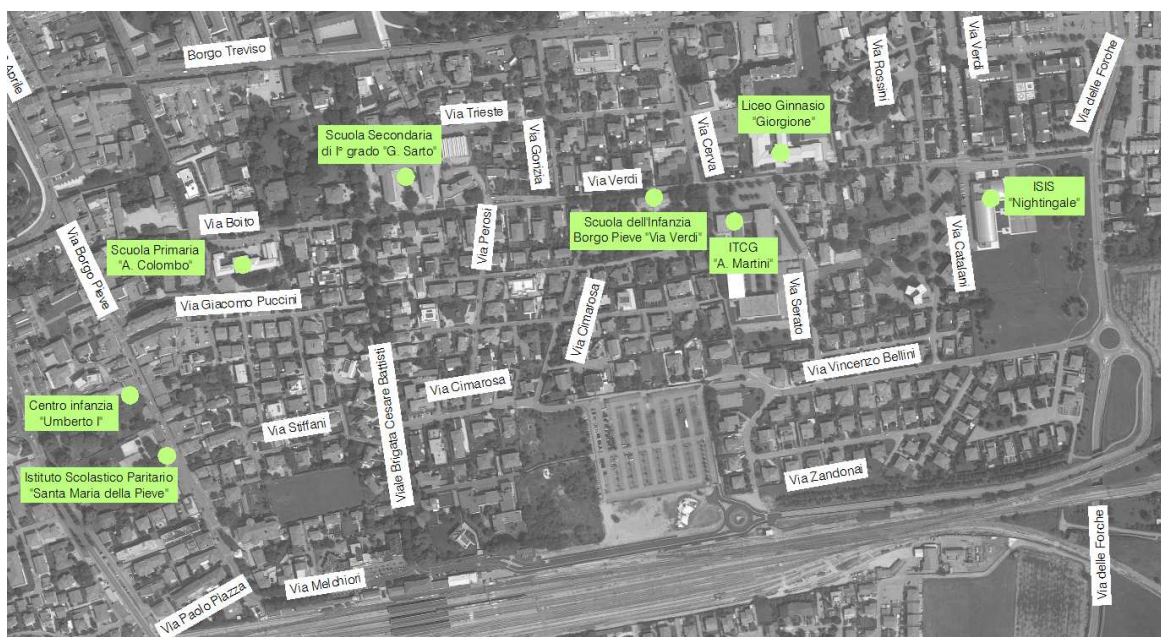 Borgo Treviso
Aprile
Via Trieste
Via Gorizia
Via Cerva
Via Rossini
Via Verdi
Via delle Forche
Liceo Ginnasio
"Giorgione"
Scuola Secondaria
di I° grado "G. Sarto"
Via Verdi
ISIS
"Nightingale"
Via Boito
Via Perosi
Scuola dell'Infanzia
Borgo Pieve "Via Verdi"
ITCG
"A. Martini"
Via Catalani
Via Borgo Pieve
Scuola Primaria
"A. Colombo"
Via Giacomo Puccini
Via Cimarosa
Via Serato
Via Vincenzo Bellini
Centro infanzia
"Umberto I"
Via Stiffani
Viale Brigata Cesare Battisti
Via Cimarosa
Istituto Scolastico Paritario
"Santa Maria della Pieve"
Via Zandonai
Via Paolo Piazza
Via Melchiori
Via delle Forche